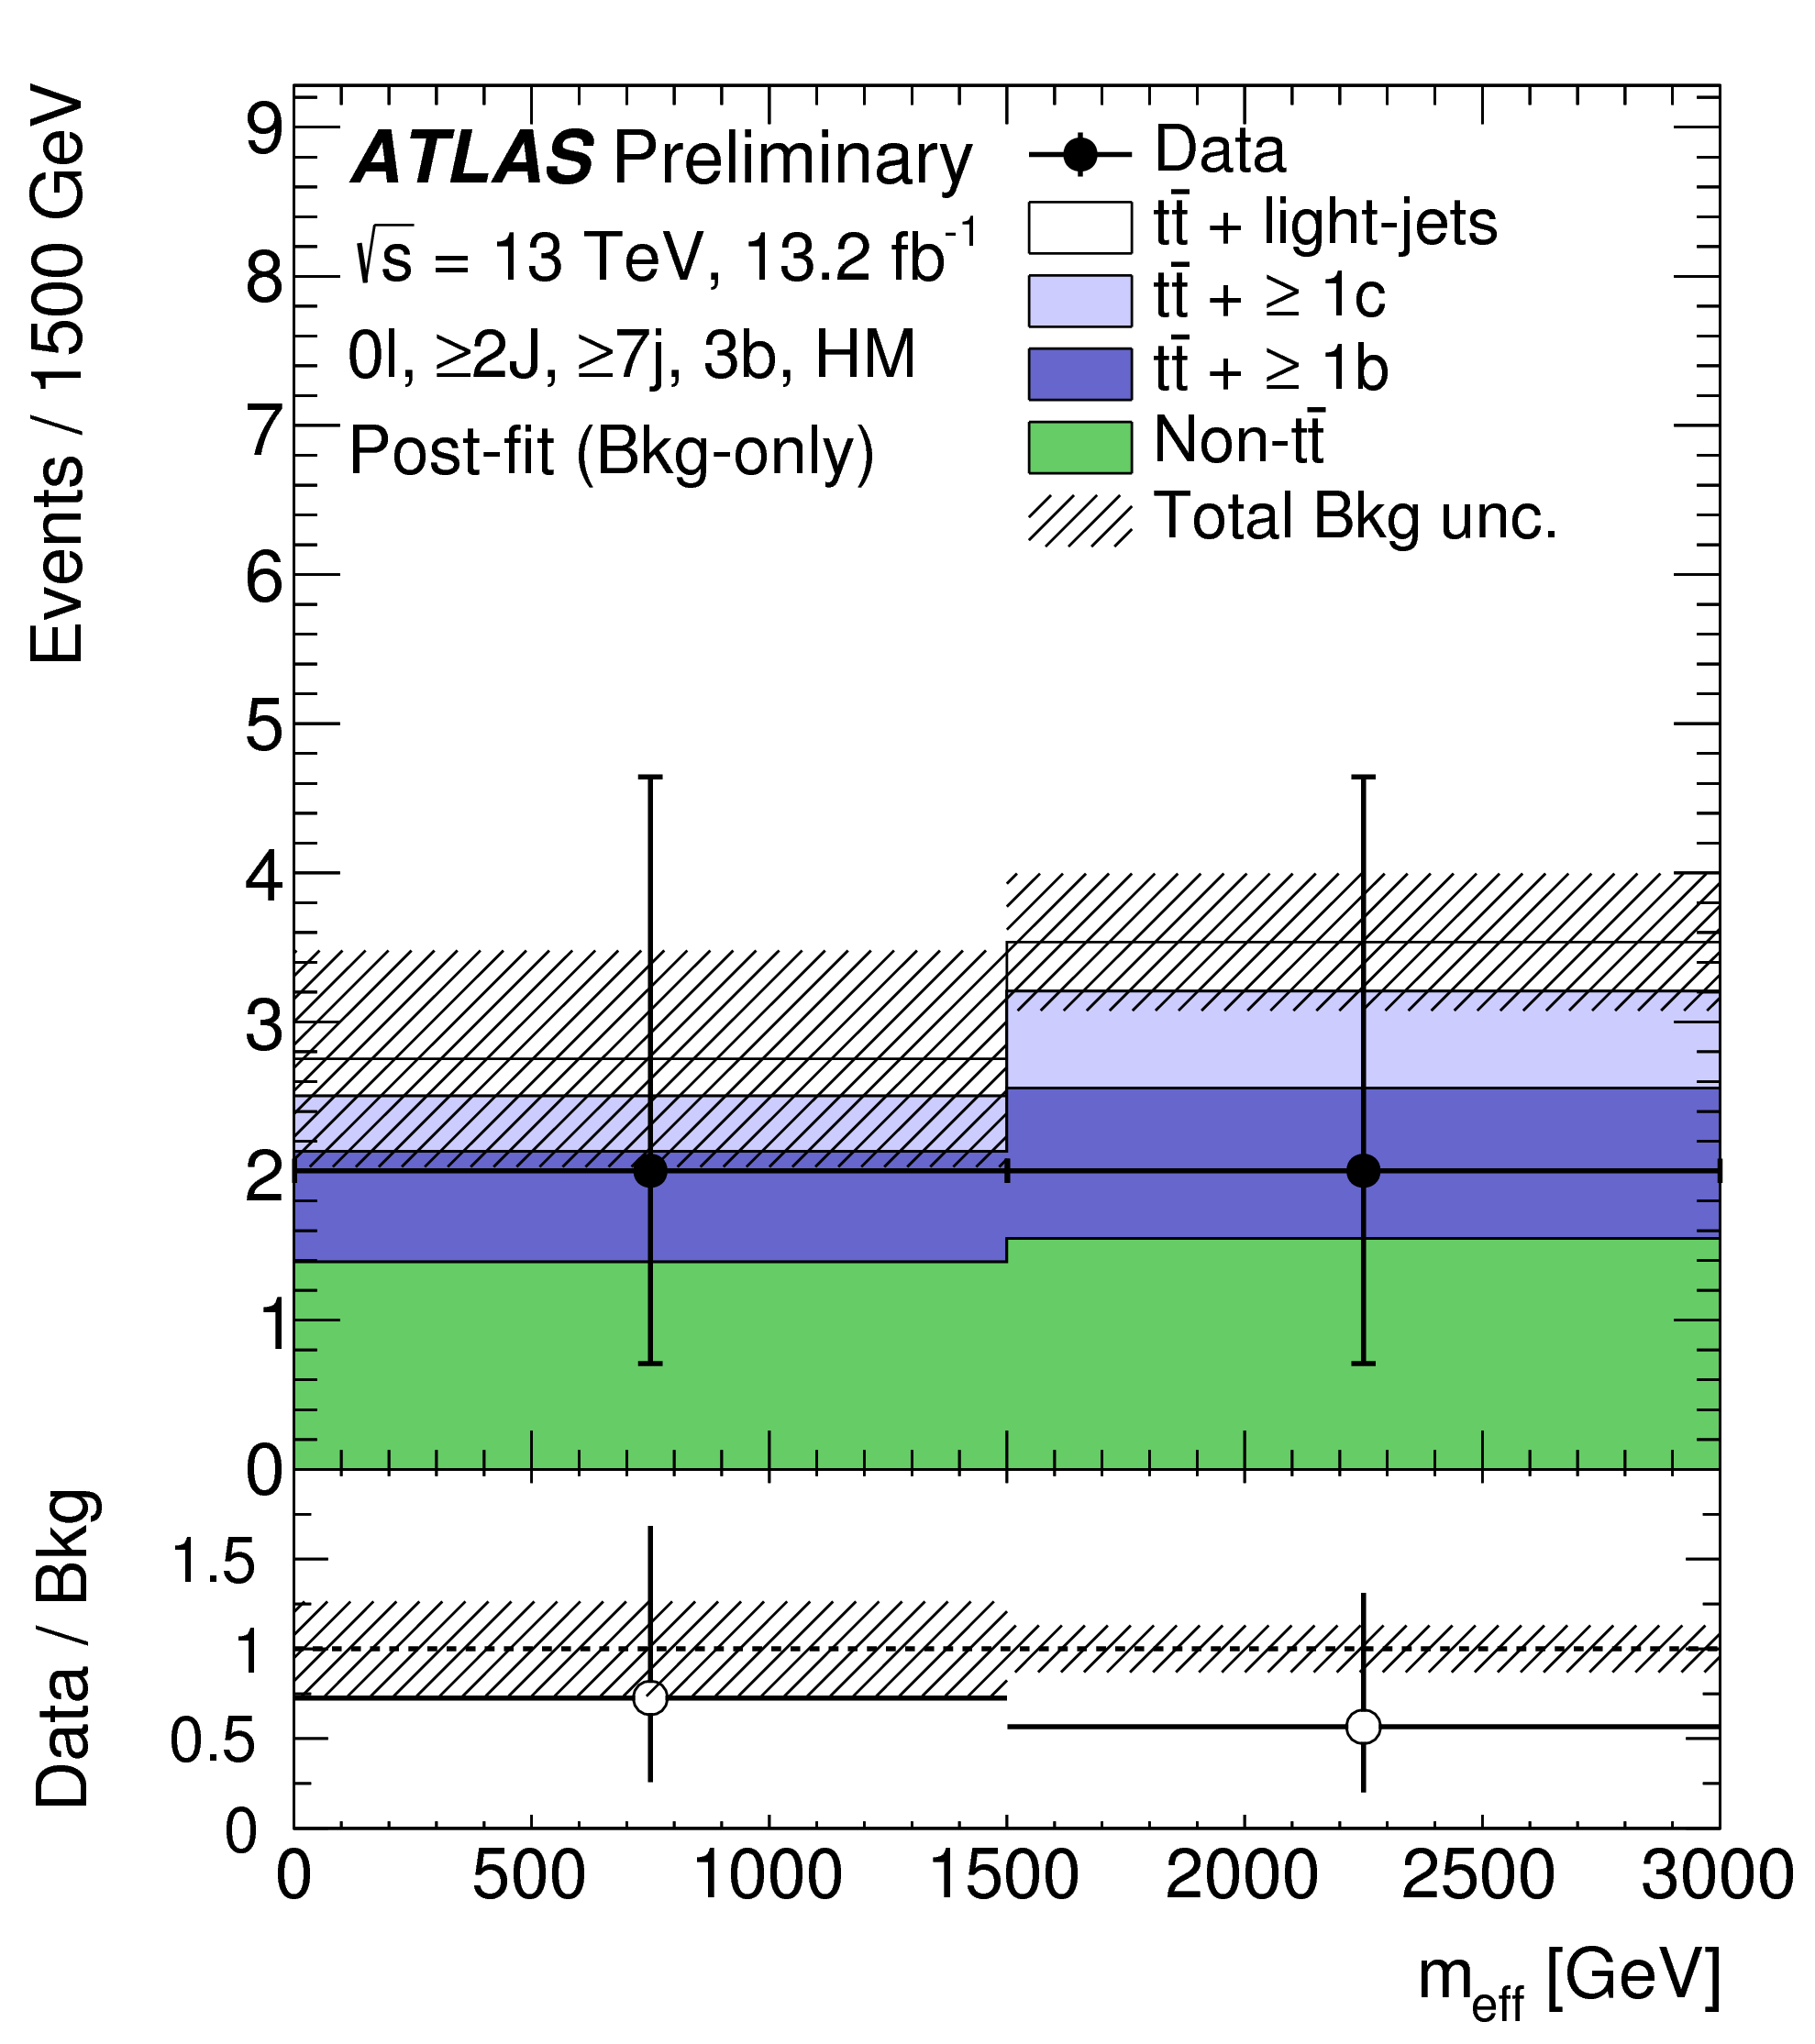 Events / 1500 GeV
9
8
7
6
5
4
3
2
1
0
ATLAS Preliminary
√s = 13 TeV, 13.2 fb⁻¹
0l, ≥2J, ≥7j, 3b, HM
Post-fit (Bkg-only)
Data
tt̄ + light-jets
tt̄ + ≥ 1c
tt̄ + ≥ 1b
Non-tt̄
Total Bkg unc.
Data / Bkg
1.5
1
0.5
0
0 500 1000 1500 2000 2500 3000
m_eff [GeV]